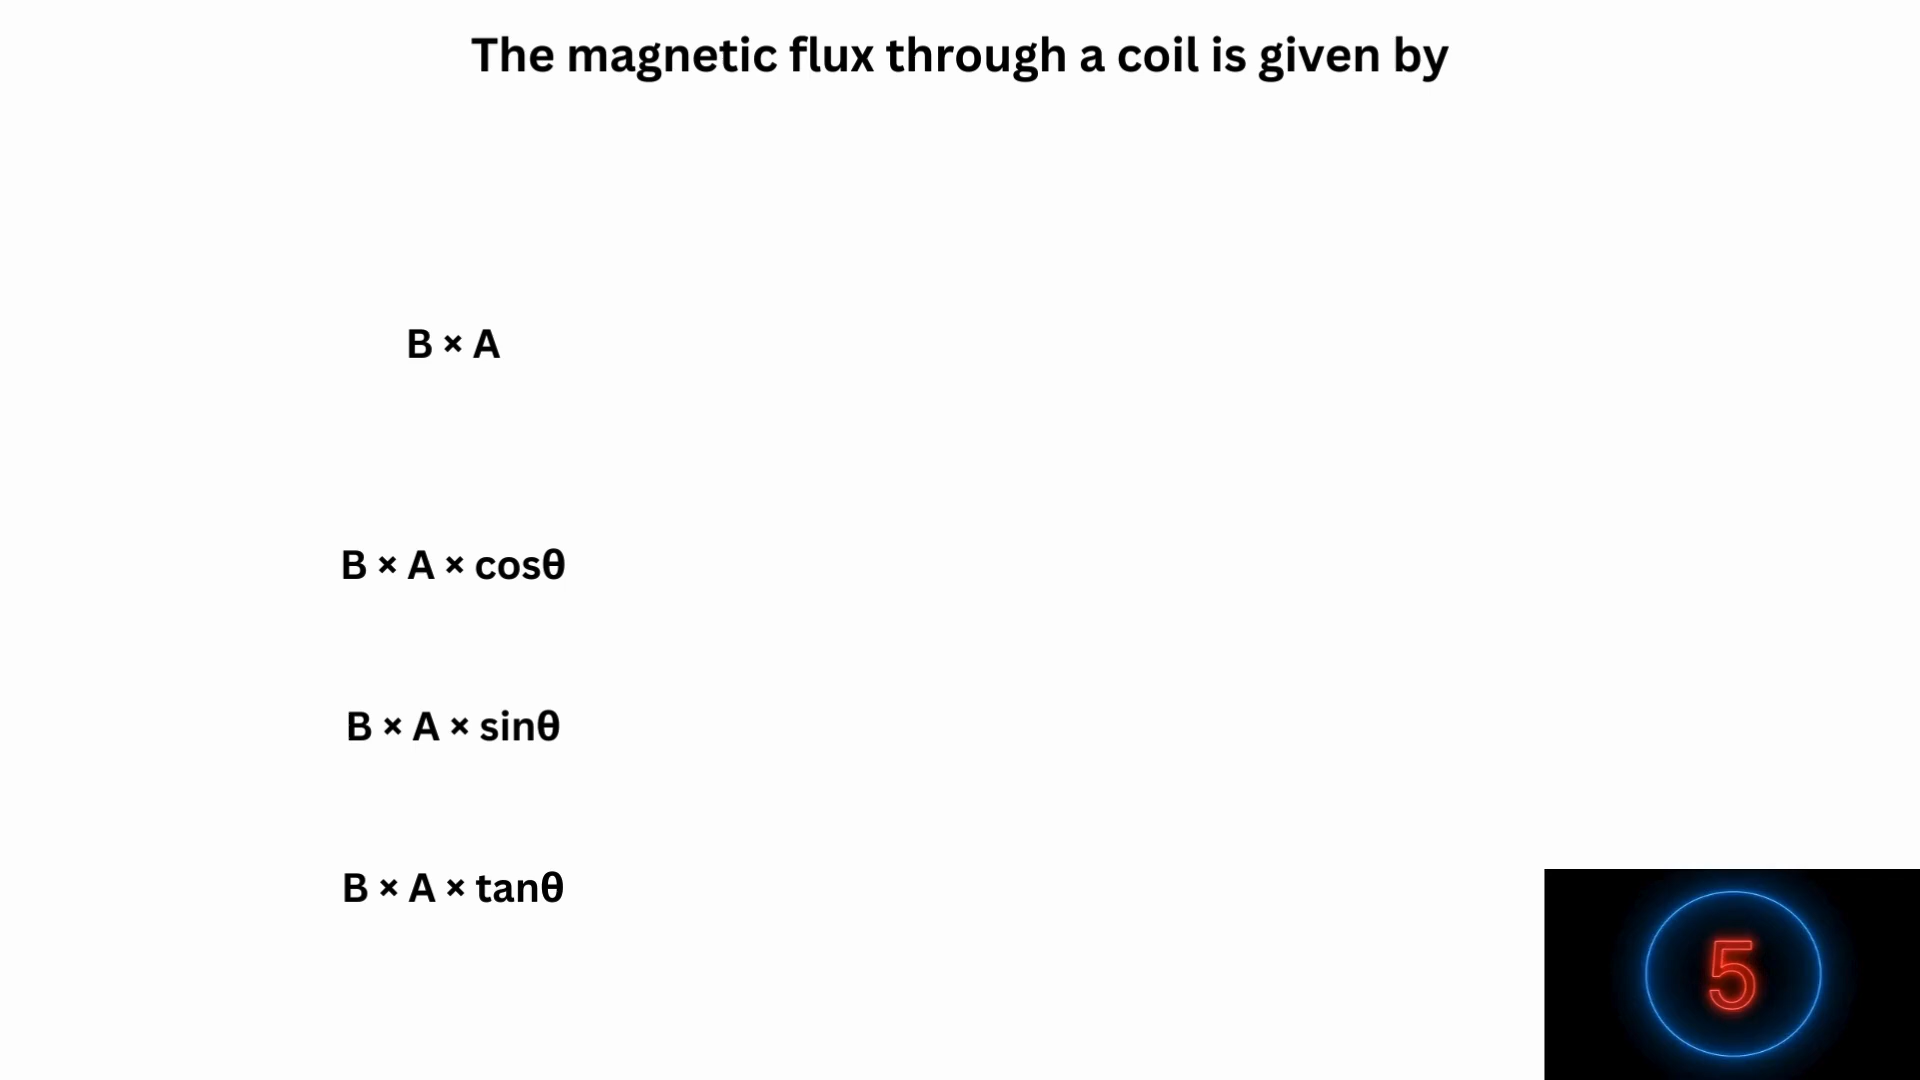 The magnetic flux through a coil is given by
B × A
B × A × cosθ
B × A × sinθ
B × A × tanθ
5